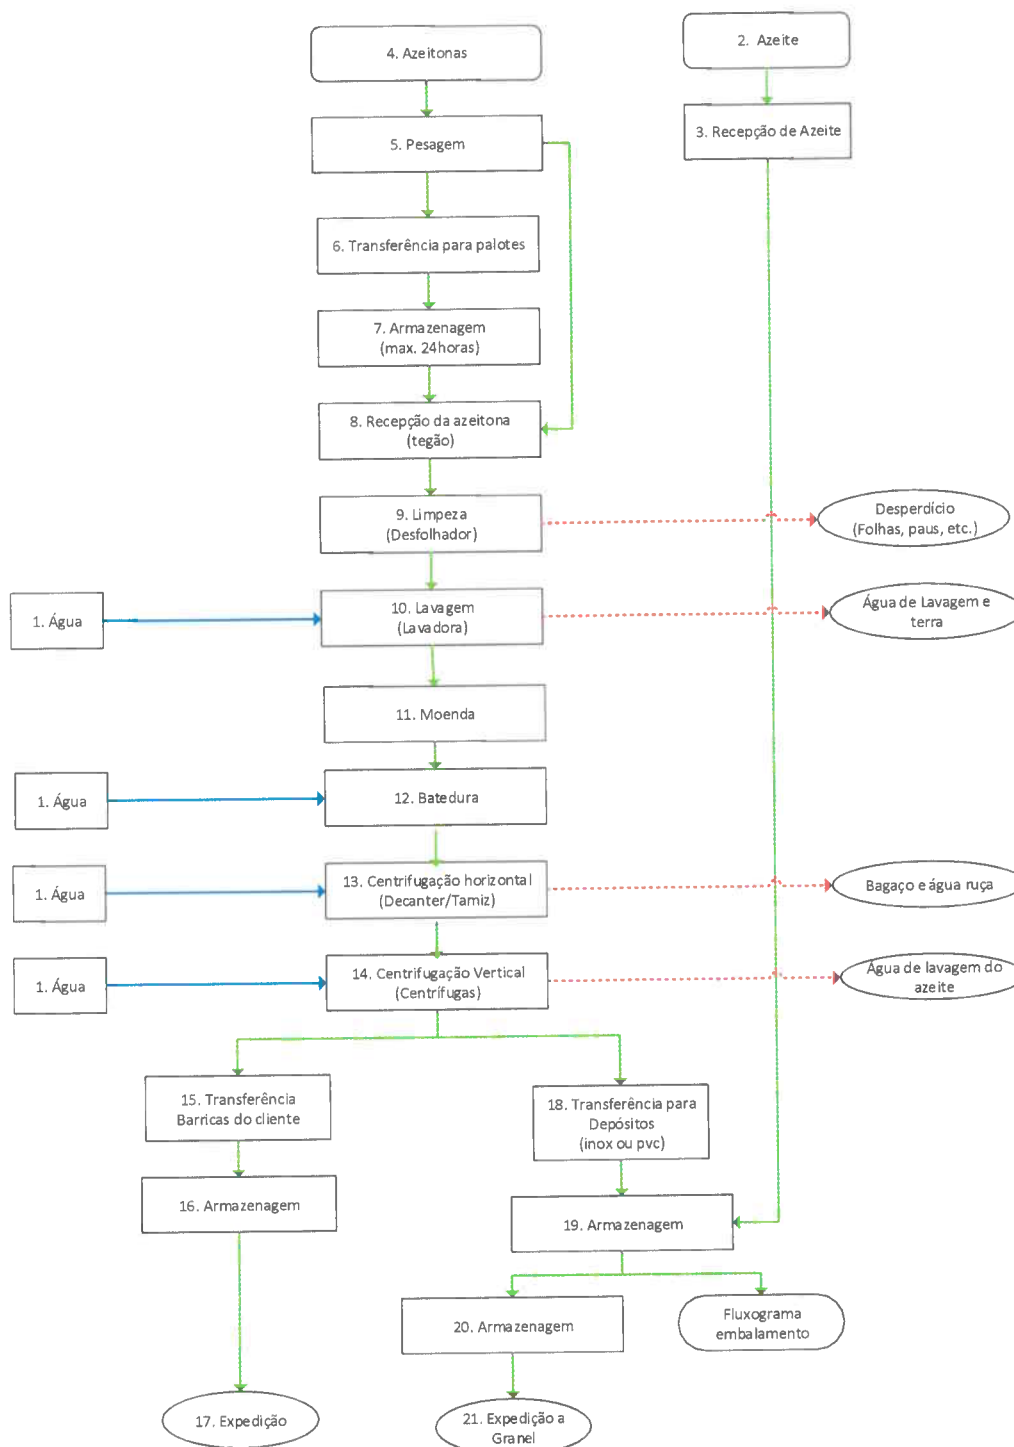 4. Azeitonas
2. Azeite
5. Pesagem
3. Recepção de Azeite
6. Transferência para palotes
7. Armazenagem
(max. 24horas)
8. Recepção da azeitona
(tegão)
9. Limpeza
(Desfolhador)
Desperdício
(Folhas, paus, etc.)
1. Água
10. Lavagem
(Lavadora)
Água de Lavagem e
terra
11. Moenda
1. Água
12. Batedura
1. Água
13. Centrifugação horizontal
(Decanter/Tamiz)
Bagaço e água ruça
1. Água
14. Centrifugação Vertical
(Centrífugas)
Água de lavagem do
azeite
15. Transferência
Barricas do cliente
18. Transferência para
Depósitos
(inox ou pvc)
16. Armazenagem
19. Armazenagem
20. Armazenagem
Fluxograma
embalamento
17. Expedição
21. Expedição a
Granel